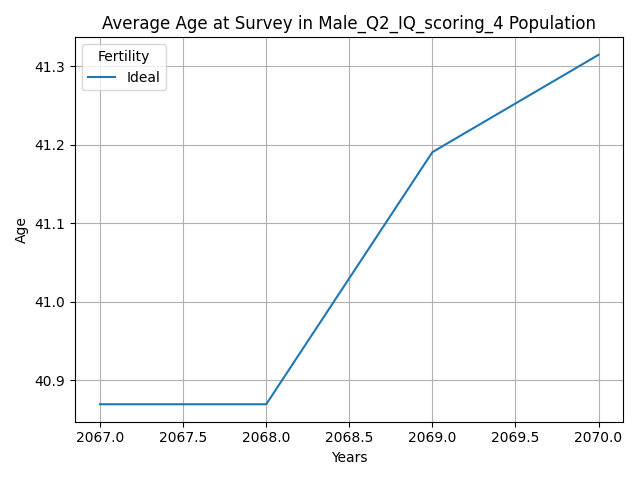 Average Age at Survey in Male_Q2_IQ_scoring_4 Population
Fertility
Ideal
41.3
41.2
41.1
41.0
40.9
Age
2067.0 2067.5 2068.0 2068.5 2069.0 2069.5 2070.0
Years